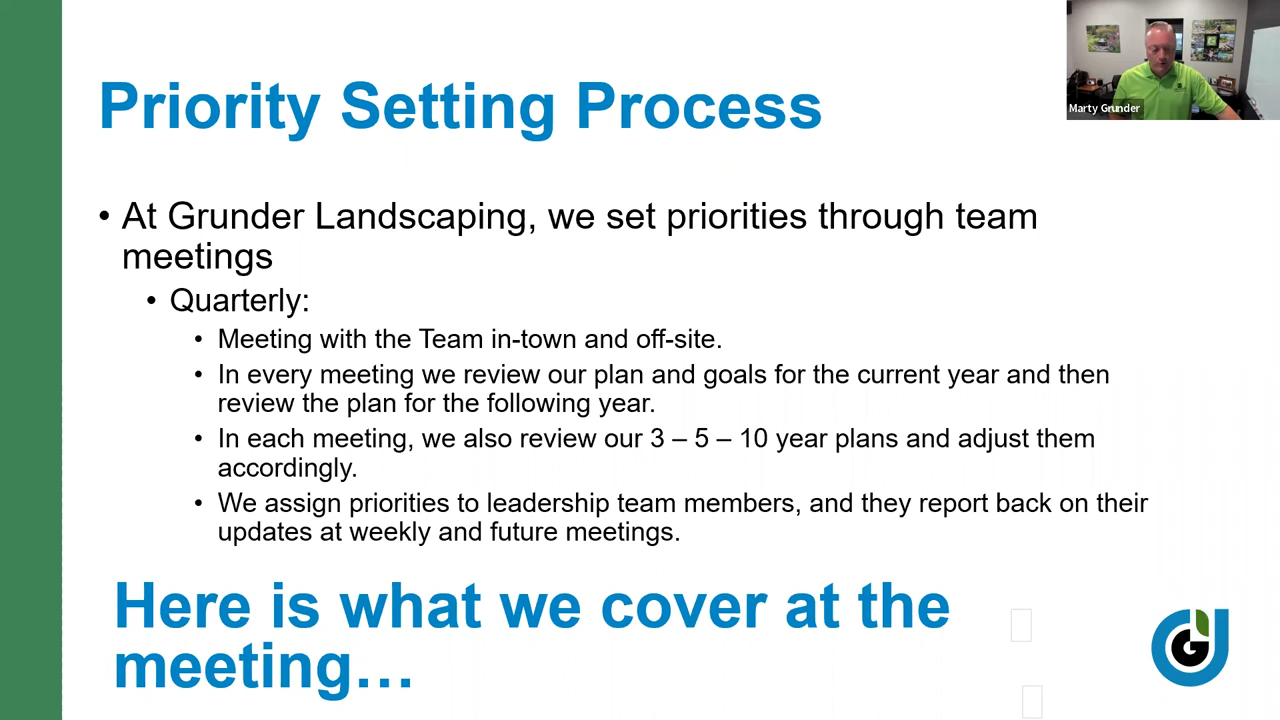 Priority Setting Process
Marty Grunder
• At Grunder Landscaping, we set priorities through team
meetings
• Quarterly:
• Meeting with the Team in-town and off-site.
• In every meeting we review our plan and goals for the current year and then
review the plan for the following year.
• In each meeting, we also review our 3 – 5 – 10 year plans and adjust them
accordingly.
• We assign priorities to leadership team members, and they report back on their
updates at weekly and future meetings.
Here is what we cover at the
meeting…
G